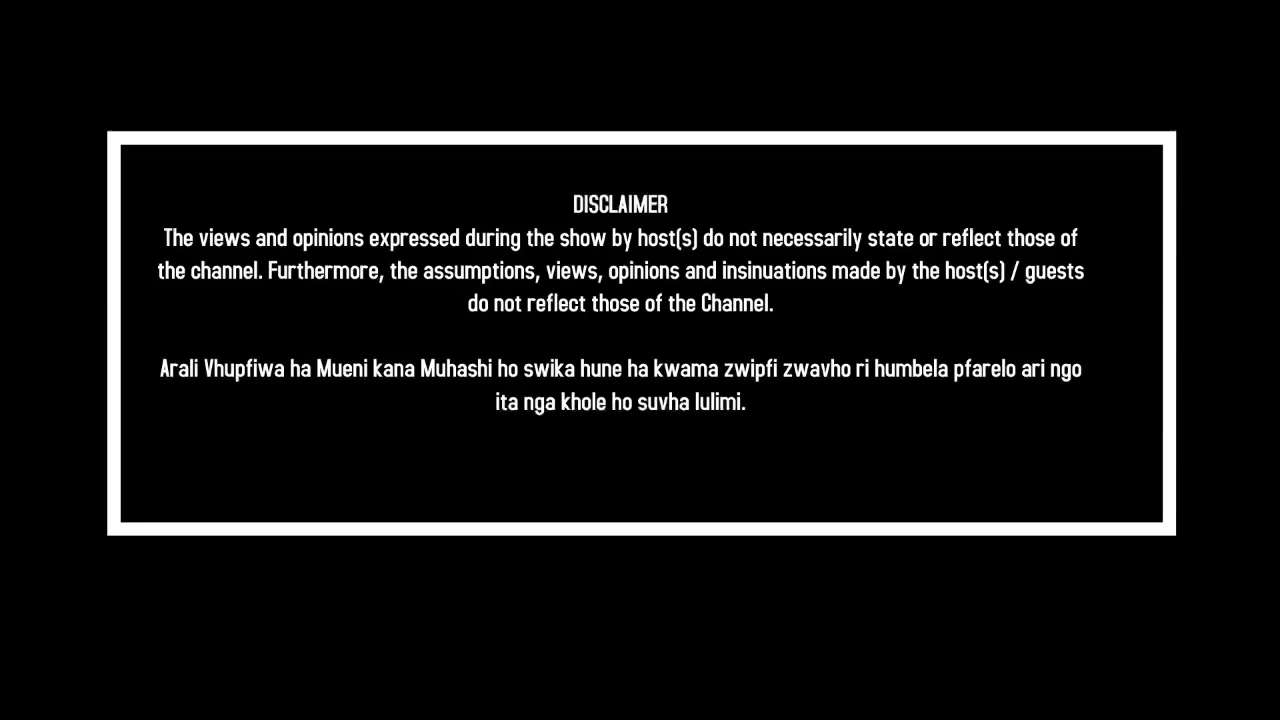 DISCLAIMER
The views and opinions expressed during the show by host(s) do not necessarily state or reflect those of
the channel. Furthermore, the assumptions, views, opinions and insinuations made by the host(s) / guests
do not reflect those of the Channel.
Arali Vhupfiwa ha Mueni kana Muhashi ho swika hune ha kwama zwipfi zwavho ri humbela pfarelo ari ngo
ita nga khole ho suvha lulimi.